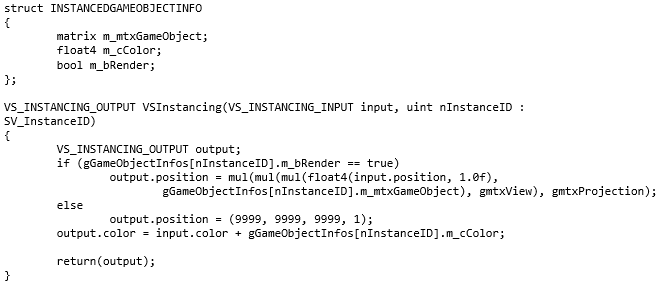 struct INSTANCEDGAMEOBJECTINFO
{
        matrix m_mtxGameObject;
        float4 m_cColor;
        bool m_bRender;
};

VS_INSTANCING_OUTPUT VSInstancing(VS_INSTANCING_INPUT input, uint nInstanceID :
SV_InstanceID)
{
        VS_INSTANCING_OUTPUT output;
        if (gGameObjectInfos[nInstanceID].m_bRender == true)
                output.position = mul(mul(mul(float4(input.position, 1.0f),
                        gGameObjectInfos[nInstanceID].m_mtxGameObject), gmtxView), gmtxProjection);
        else
                output.position = (9999, 9999, 9999, 1);
        output.color = input.color + gGameObjectInfos[nInstanceID].m_cColor;

        return(output);
}